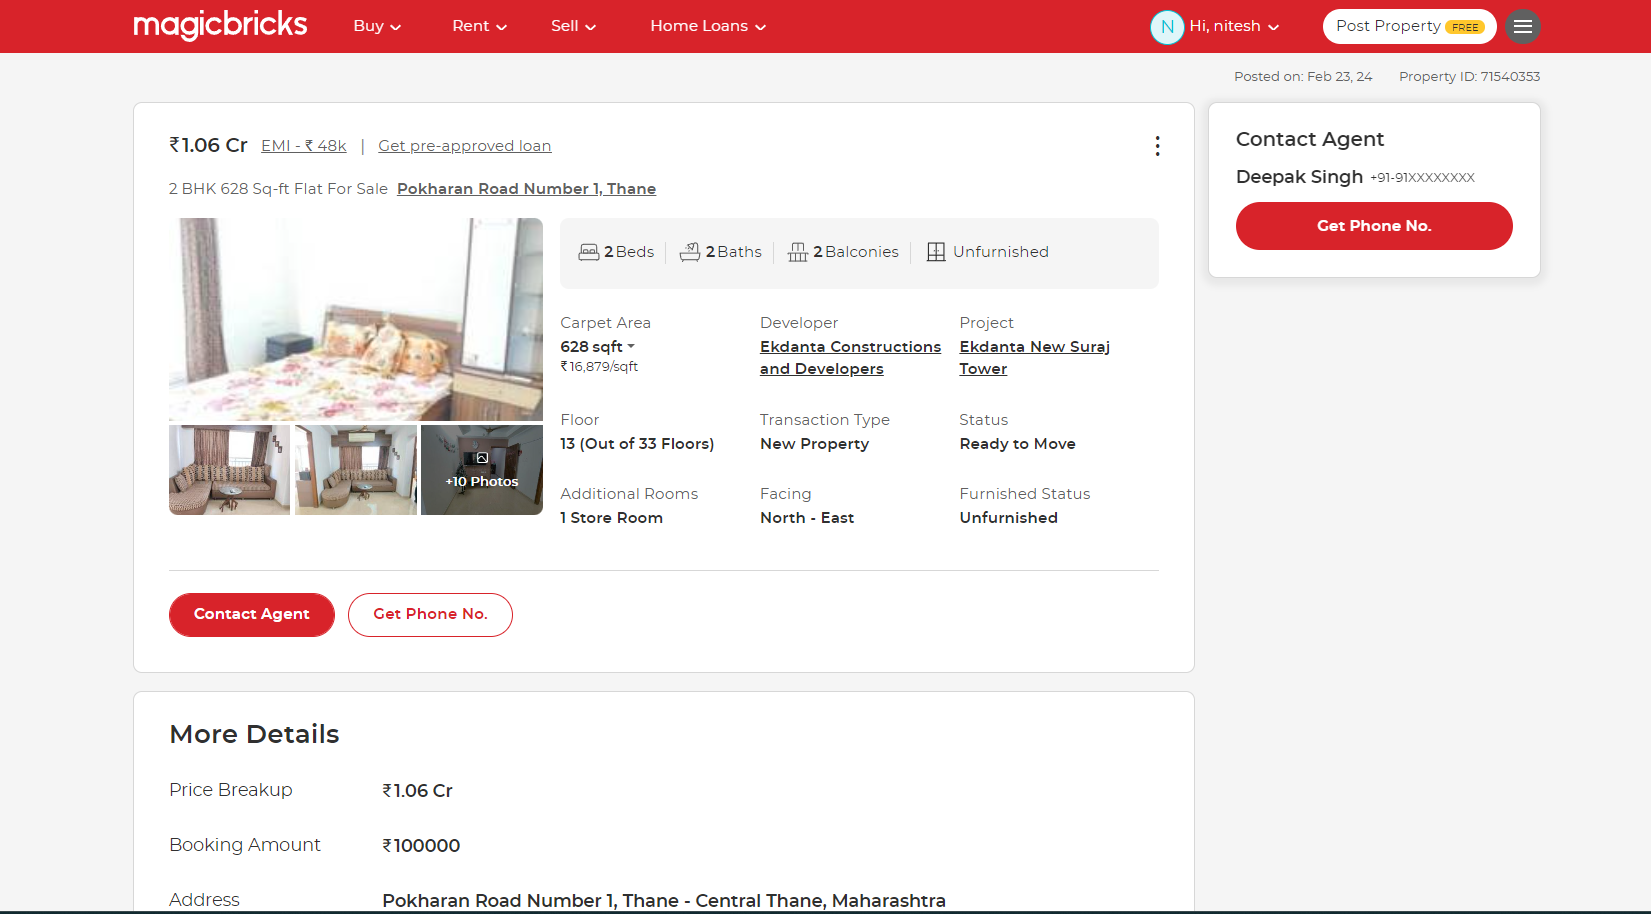 magicbricks
Buy
Rent
Sell
Home Loans
N
Hi, nitesh
Post Property FREE
Posted on: Feb 23, 24
Property ID: 71540353
₹1.06 Cr EMI - ₹ 48k | Get pre-approved loan
2 BHK 628 Sq-ft Flat For Sale Pokharan Road Number 1, Thane
2 Beds
2 Baths
2 Balconies
Unfurnished
Carpet Area
628 sqft
₹16,879/sqft
Developer
Ekdanta Constructions
and Developers
Project
Ekdanta New Suraj
Tower
Floor
13 (Out of 33 Floors)
Transaction Type
New Property
Status
Ready to Move
Additional Rooms
1 Store Room
Facing
North - East
Furnished Status
Unfurnished
+10 Photos
Contact Agent
Get Phone No.
Contact Agent
Deepak Singh +91-91XXXXXXXX
Get Phone No.
More Details
Price Breakup ₹1.06 Cr
Booking Amount ₹100000
Address Pokharan Road Number 1, Thane - Central Thane, Maharashtra